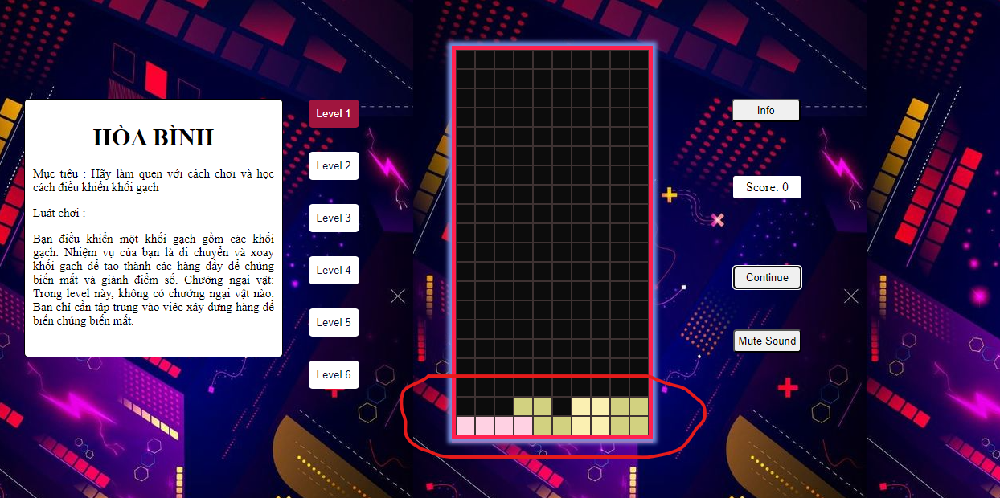 HÒA BÌNH
Mục tiêu : Hãy làm quen với cách chơi và học
cách điều khiển khối gạch
Luật chơi :
Bạn điều khiển một khối gạch gồm các khối
gạch. Nhiệm vụ của bạn là di chuyển và xoay
khối gạch để tạo thành các hàng đầy để chúng
biến mất và giành điểm số. Chướng ngại vật:
Trong level này, không có chướng ngại vật nào.
Bạn chỉ cần tập trung vào việc xây dựng hàng để
biến chúng biến mất.
Level 1
Level 2
Level 3
Level 4
Level 5
Level 6
Info
Score: 0
Continue
Mute Sound